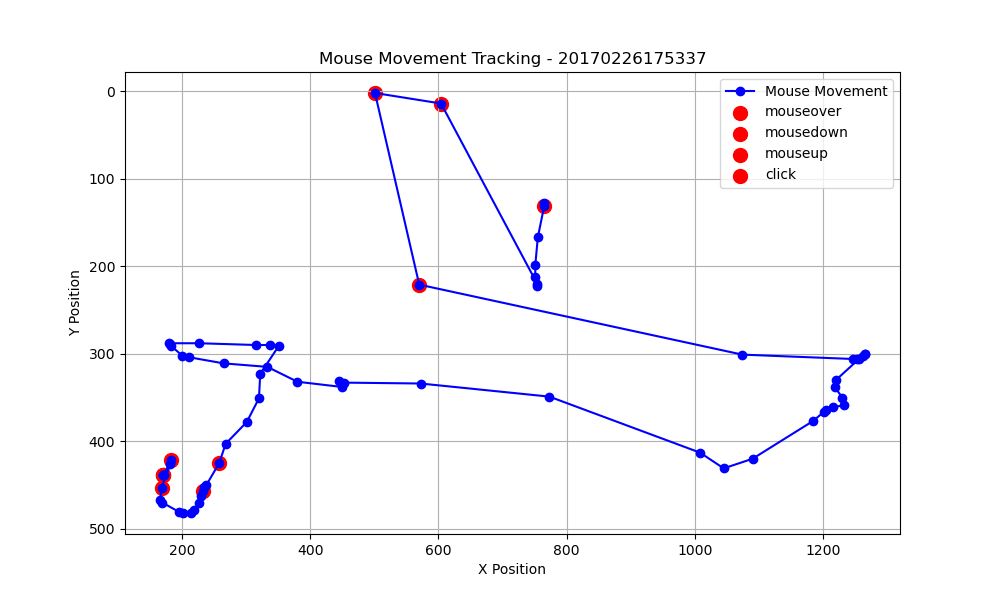 Mouse Movement Tracking - 20170226175337
Mouse Movement
mouseover
mousedown
mouseup
click
0
100
200
300
400
500
Y Position
200
400
600
800
1000
1200
X Position